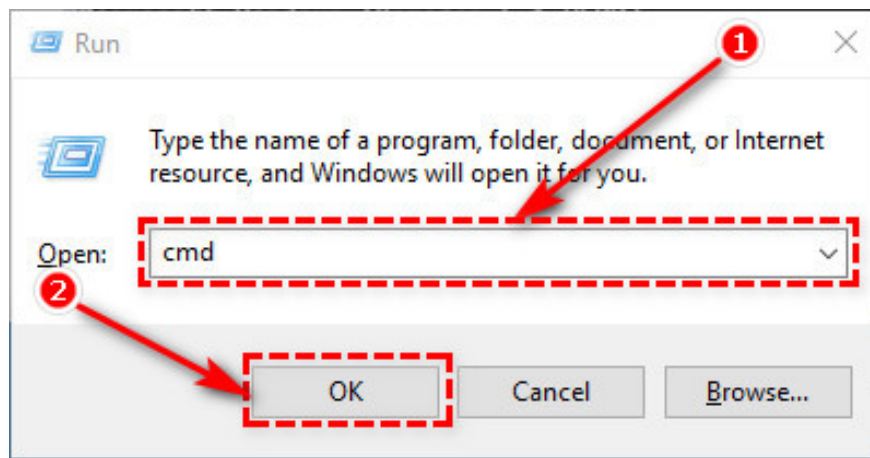 Run
1
Type the name of a program, folder, document, or Internet
resource, and Windows will open it for you.
Open:
cmd
2
OK
Cancel
Browse...